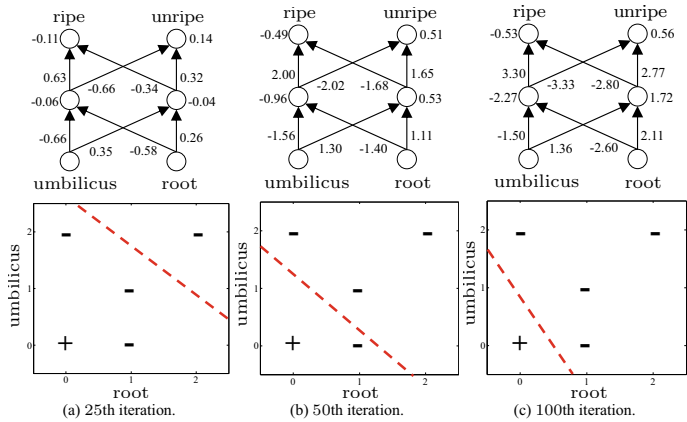 ripe unripe
-0.11 0.14
0.63 -0.66 -0.34 0.32
-0.06 -0.04
-0.66 0.35 -0.58 0.26
umbilicus root
ripe unripe
-0.49 0.51
2.00 -2.02 -1.68 1.65
-0.96 0.53
-1.56 1.30 -1.40 1.11
umbilicus root
ripe unripe
-0.53 0.56
3.30 -3.33 -2.80 2.77
-2.27 1.72
-1.50 1.36 -2.60 2.11
umbilicus root
umbilicus
2
1
0
0 1 2
root
(a) 25th iteration.
umbilicus
2
1
0
0 1 2
root
(b) 50th iteration.
umbilicus
2
1
0
0 1 2
root
(c) 100th iteration.